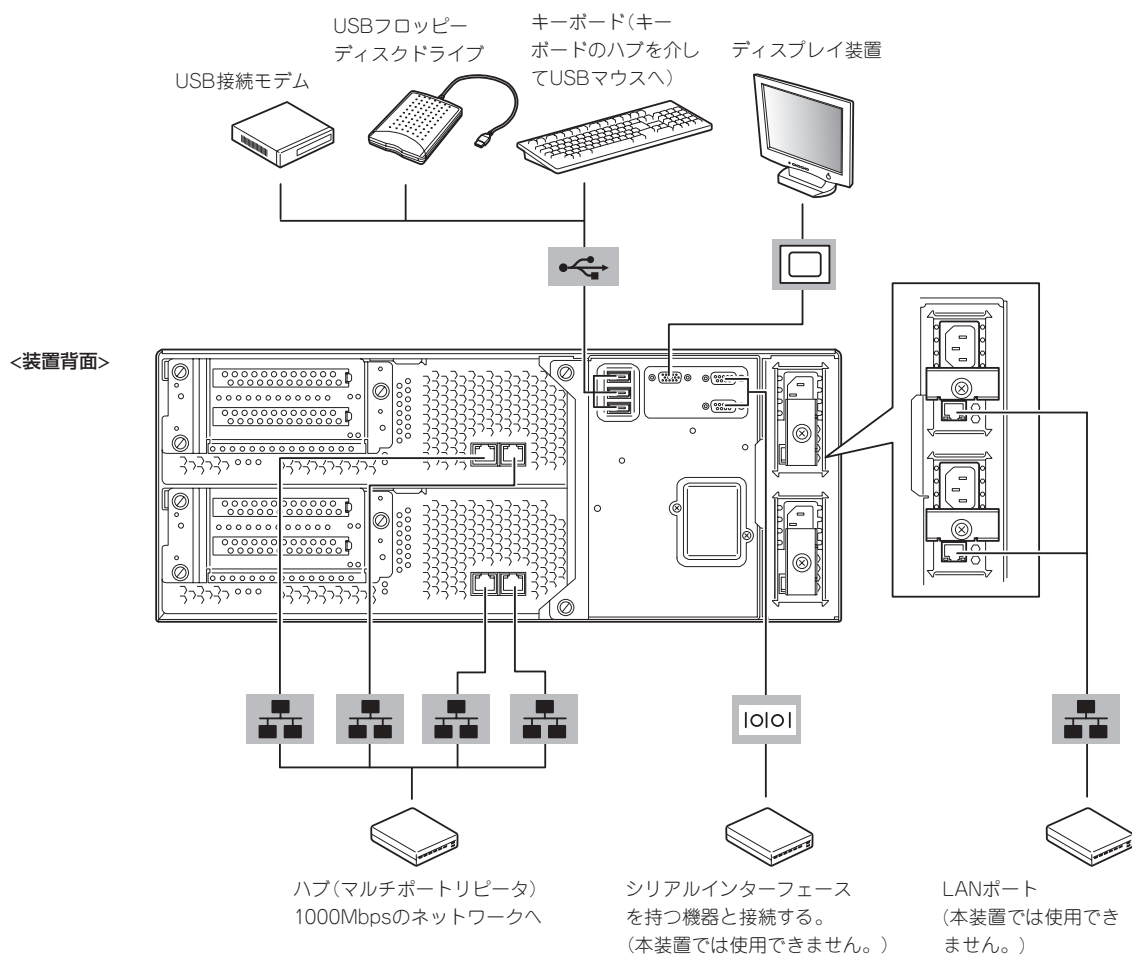 USBフロッピー
ディスクドライブ
キーボード(キー
ボードのハブを介し
てUSBマウスへ)
ディスプレイ装置
USB接続モデム
<装置背面>
IOIOI
ハブ(マルチポートリピータ)
1000Mbpsのネットワークへ
シリアルインターフェース
を持つ機器と接続する。
(本装置では使用できません。)
LANポート
(本装置では使用でき
ません。)